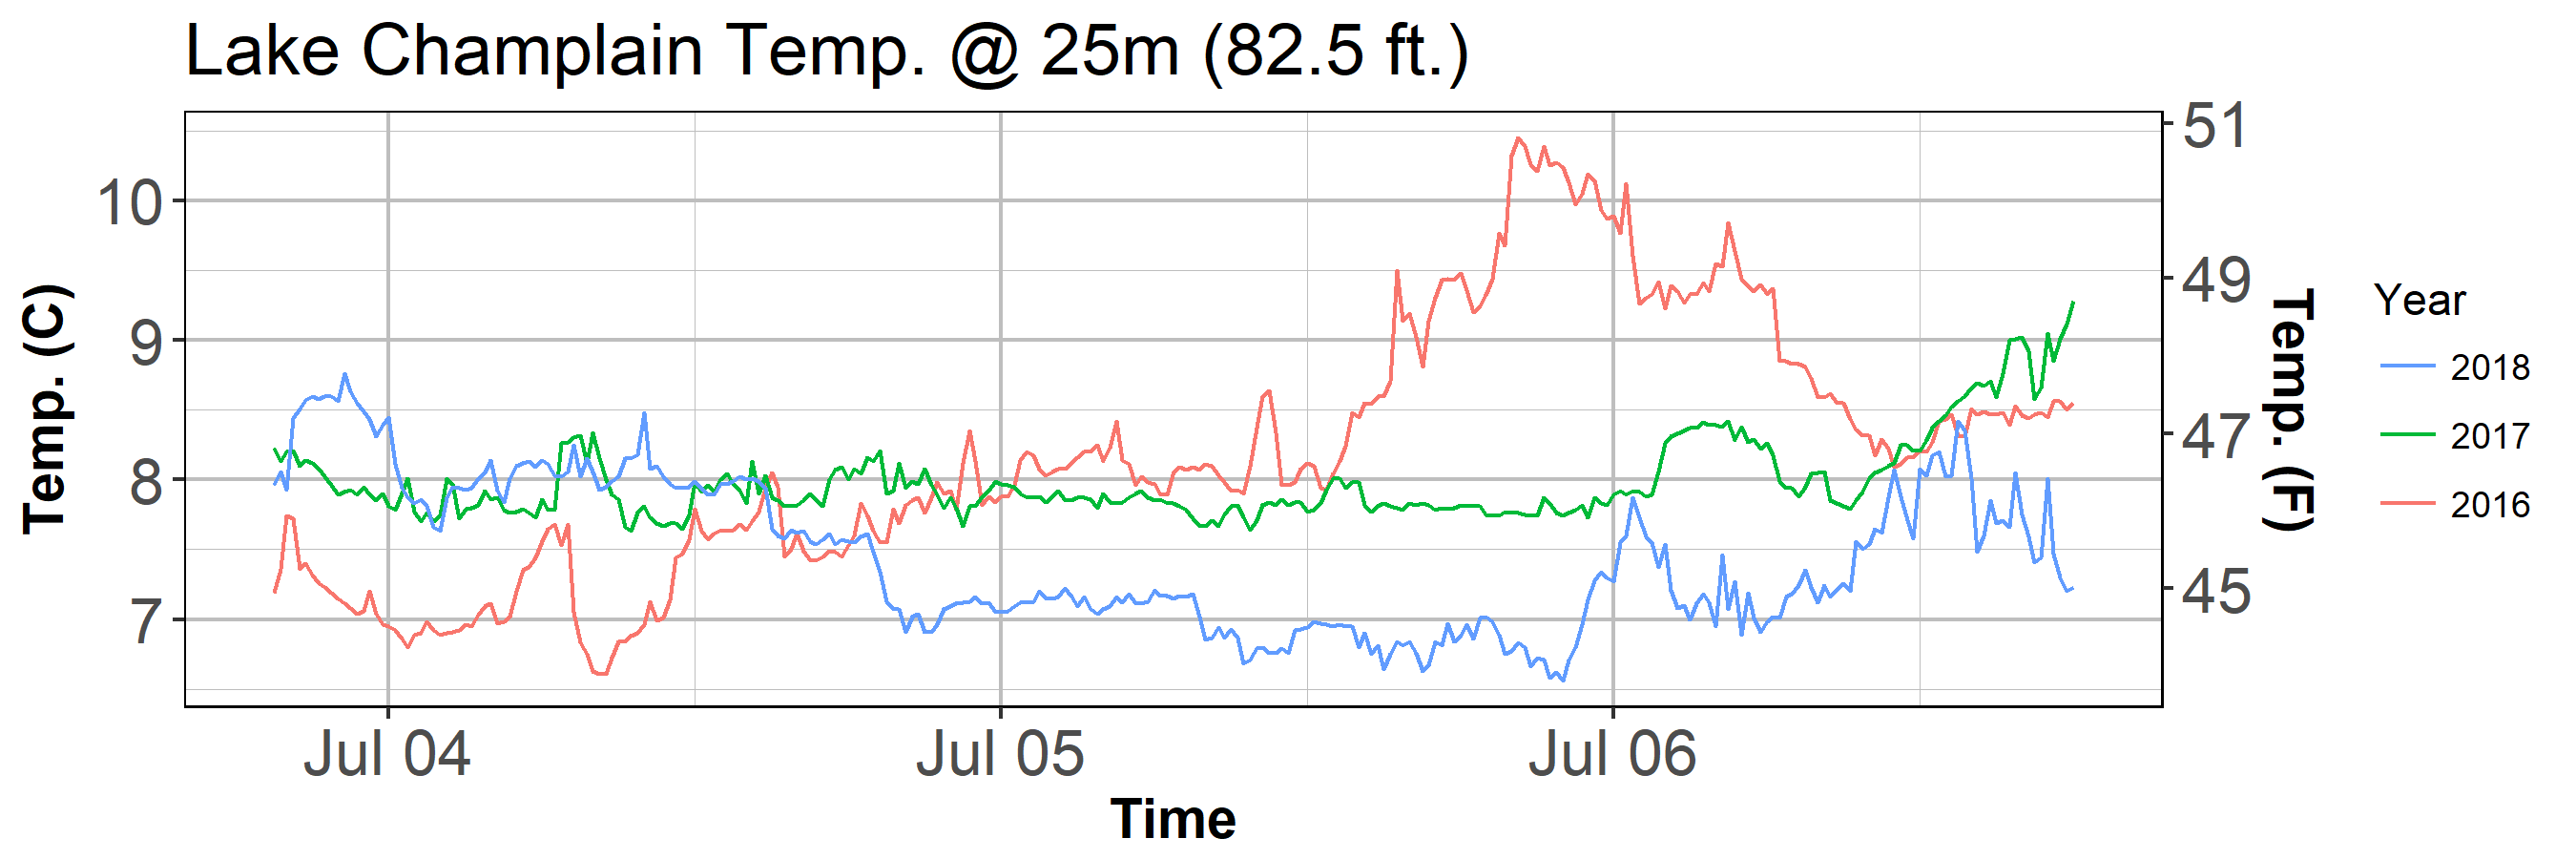 Lake Champlain Temp. @ 25m (82.5 ft.)
Temp. (C)
10
9
8
7
51
49
47
45
Temp. (F)
Jul 04
Jul 05
Jul 06
Time
Year
2018
2017
2016